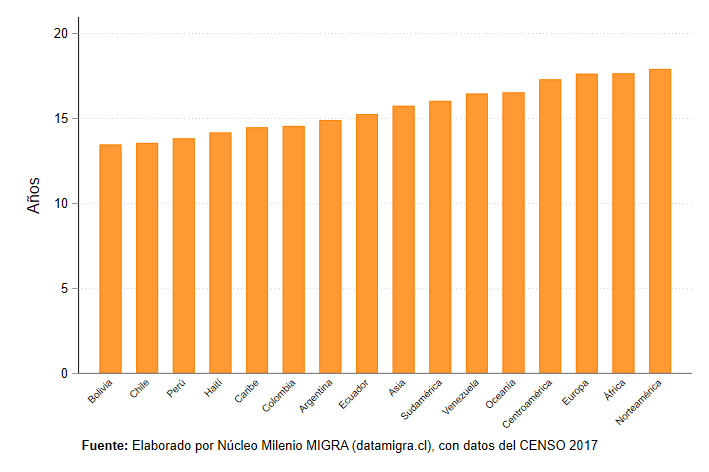 20
15
10
5
0
Años
Bolivia
Chile
Perú
Haití
Caribe
Colombia
Argentina
Ecuador
Asia
Sudamérica
Venezuela
Oceanía
Centroamérica
Europa
África
Norteamérica
Fuente: Elaborado por Núcleo Milenio MIGRA (datamigra.cl), con datos del CENSO 2017